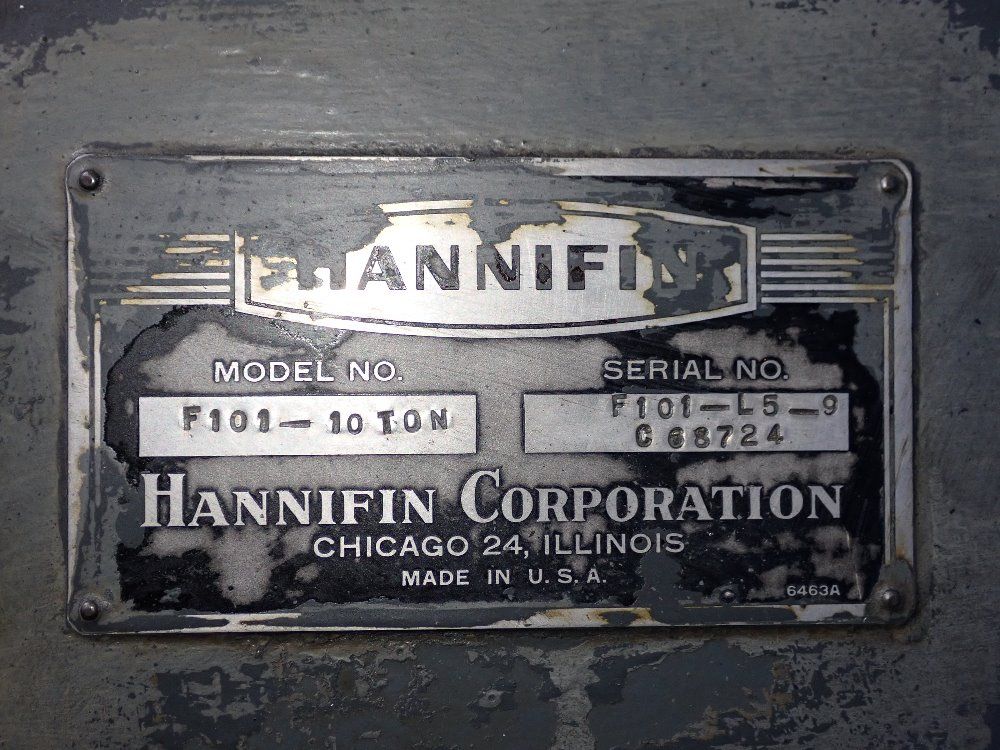 HANNIFIN
MODEL NO. SERIAL NO.
F101-10 TON F101-L5-9
C68724
HANNIFIN CORPORATION
CHICAGO 24, ILLINOIS
MADE IN U.S.A.
6463A